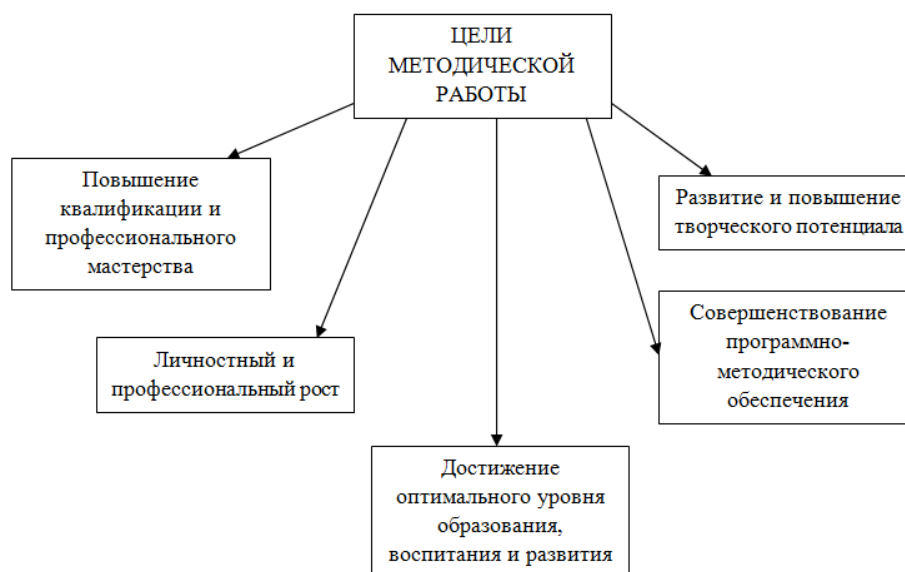 ЦЕЛИ
МЕТОДИЧЕСКОЙ
РАБОТЫ
Повышение
квалификации и
профессионального
мастерства
Развитие и повышение
творческого потенциала
Личностный и
профессиональный рост
Совершенствование
программно-
методического
обеспечения
Достижение
оптимального уровня
образования,
воспитания и развития